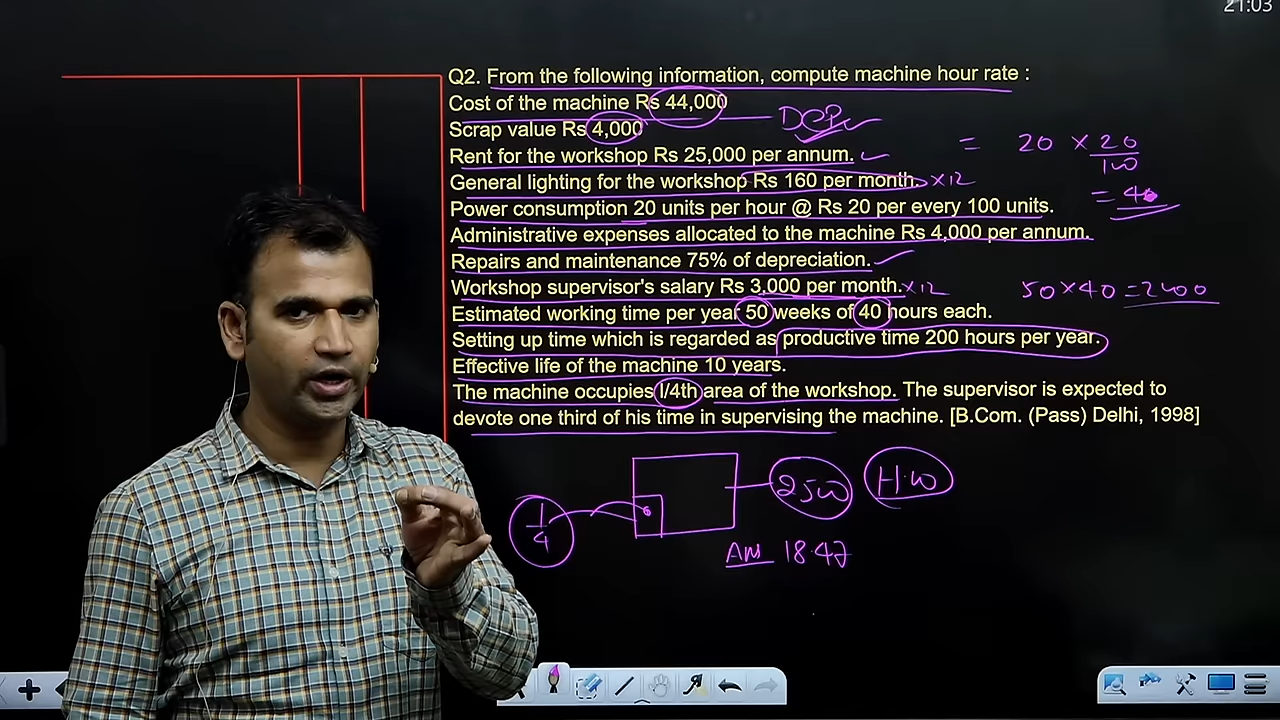 21:03
Q2. From the following information, compute machine hour rate :
Cost of the machine Rs 44,000
Scrap value Rs 4,000 Dep.
Rent for the workshop Rs 25,000 per annum.
= 20 × 20/100
General lighting for the workshop Rs 160 per month. ×12
= 4
Power consumption 20 units per hour @ Rs 20 per every 100 units.
Administrative expenses allocated to the machine Rs 4,000 per annum.
Repairs and maintenance 75% of depreciation.
Workshop supervisor's salary Rs 3,000 per month. ×12
50×40 = 2000
Estimated working time per year 50 weeks of 40 hours each.
Setting up time which is regarded as productive time 200 hours per year.
Effective life of the machine 10 years.
The machine occupies I/4th area of the workshop. The supervisor is expected to
devote one third of his time in supervising the machine. [B.Com. (Pass) Delhi, 1998]
1/4
H.W
Ans 18.47